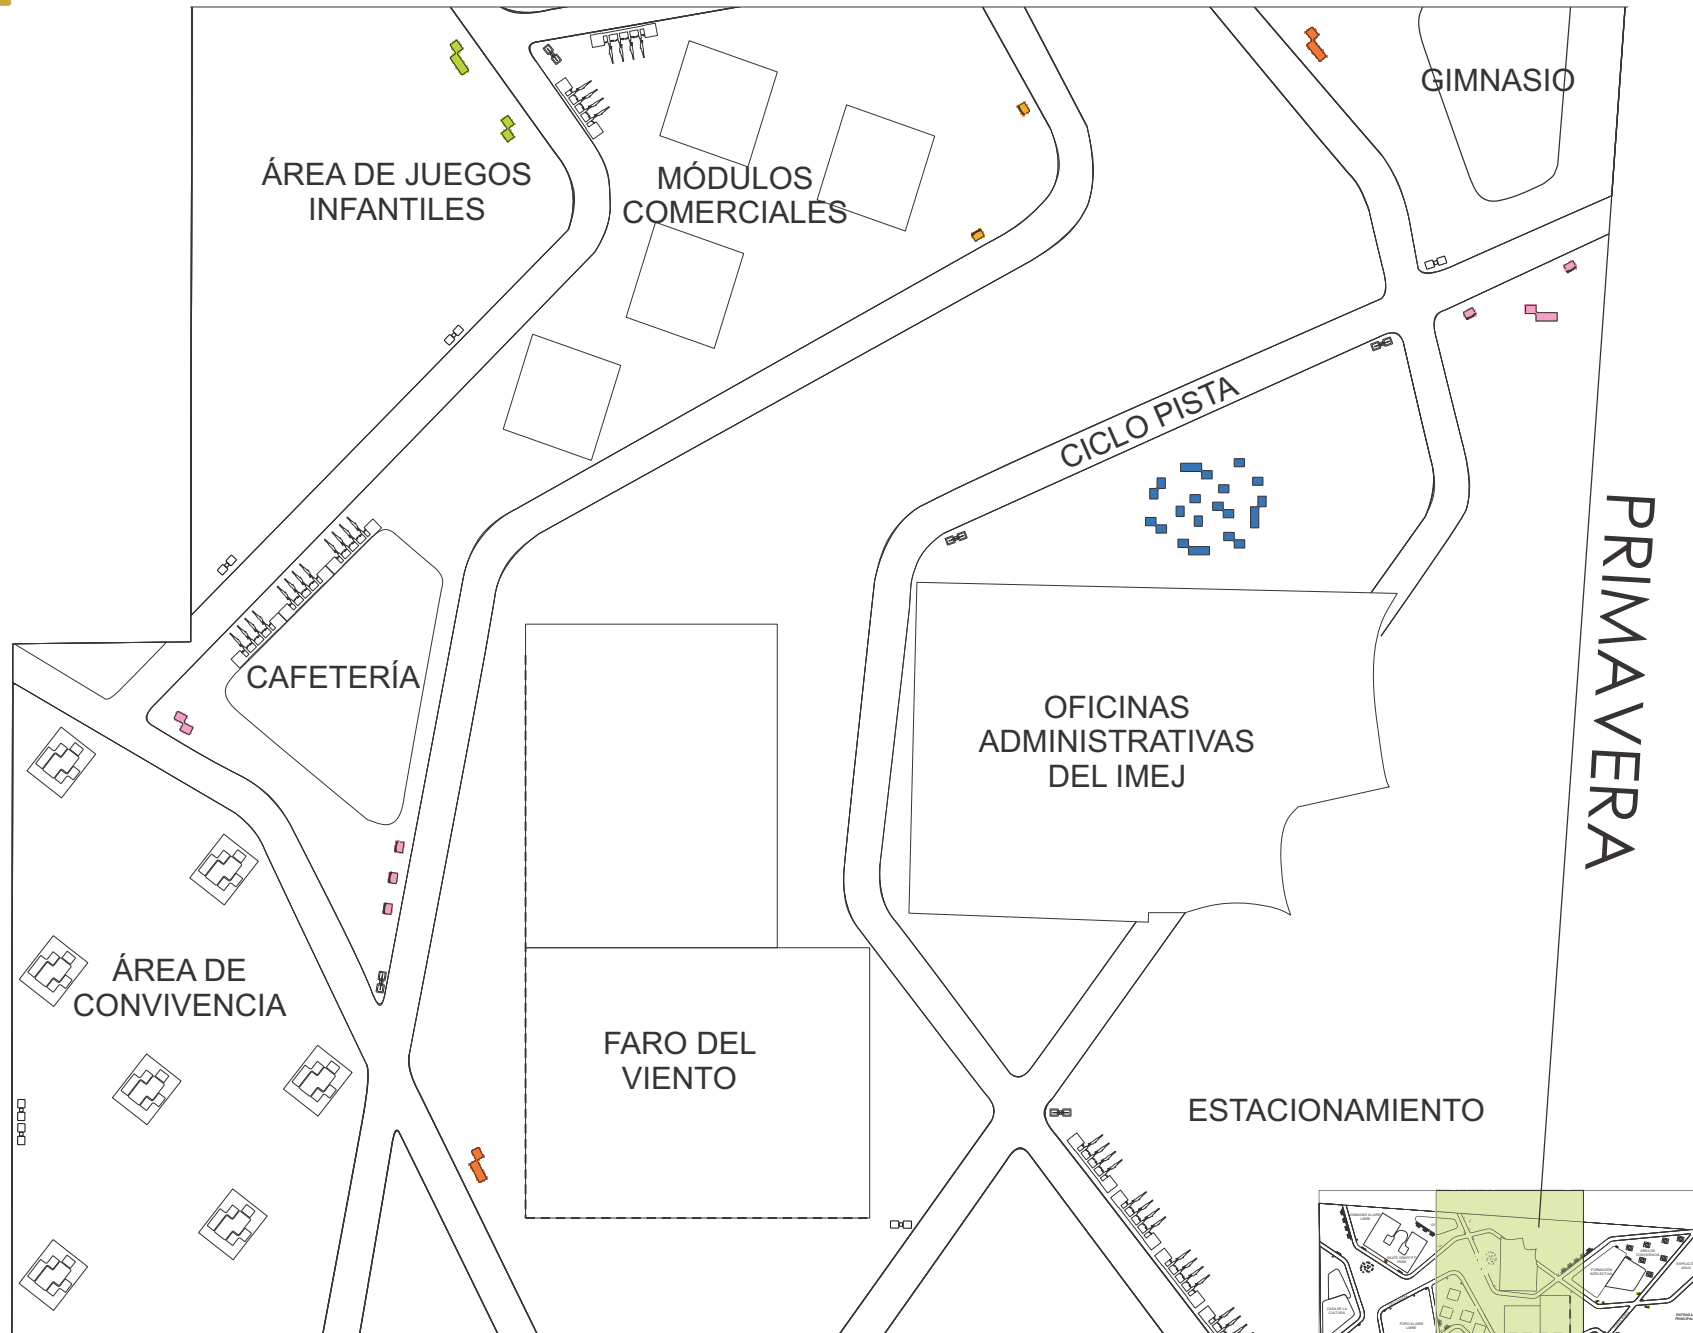 GIMNASIO
ÁREA DE JUEGOS
INFANTILES
MÓDULOS
COMERCIALES
CICLO PISTA
PRIMAVERA
CAFETERÍA
OFICINAS
ADMINISTRATIVAS
DEL IMEJ
ÁREA DE
CONVIVENCIA
FARO DEL
VIENTO
ESTACIONAMIENTO